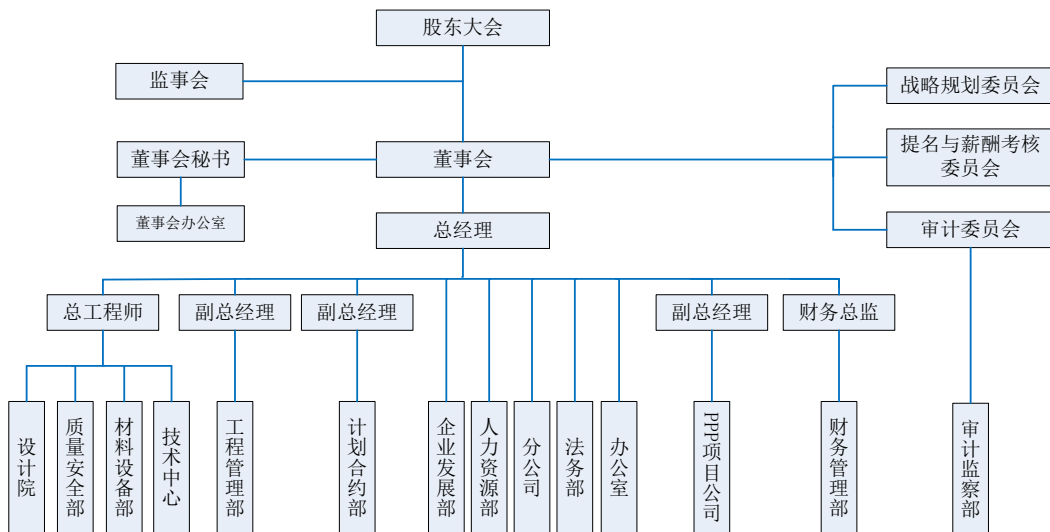 股东大会
监事会
战略规划委员会
董事会秘书
董事会
提名与薪酬考核
委员会
董事会办公室
总经理
审计委员会
总工程师
副总经理
副总经理
副总经理
财务总监
设计院
质量安全部
材料设备部
技术中心
工程管理部
计划合约部
企业发展部
人力资源部
分公司
法务部
办公室
PPP项目公司
财务管理部
审计监察部